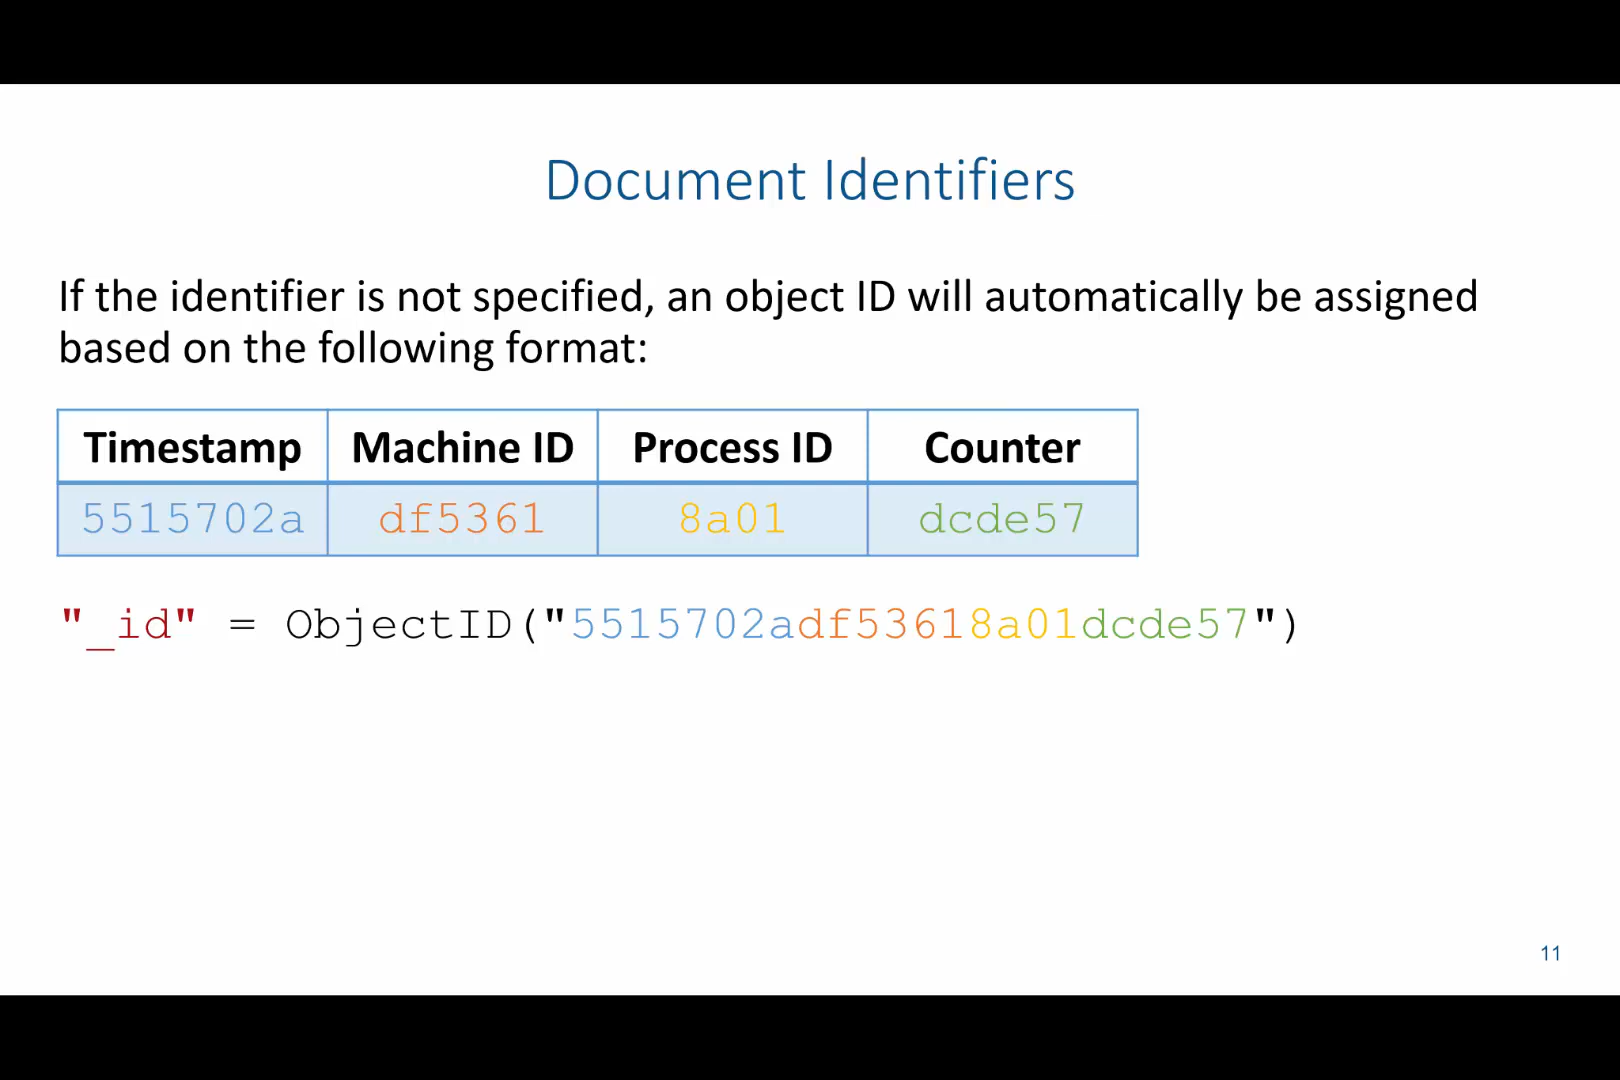 Document Identifiers
If the identifier is not specified, an object ID will automatically be assigned
based on the following format:
Timestamp Machine ID Process ID Counter
5515702a df5361 8a01 dcde57
"_id" = ObjectID("5515702adf53618a01dcde57")
11